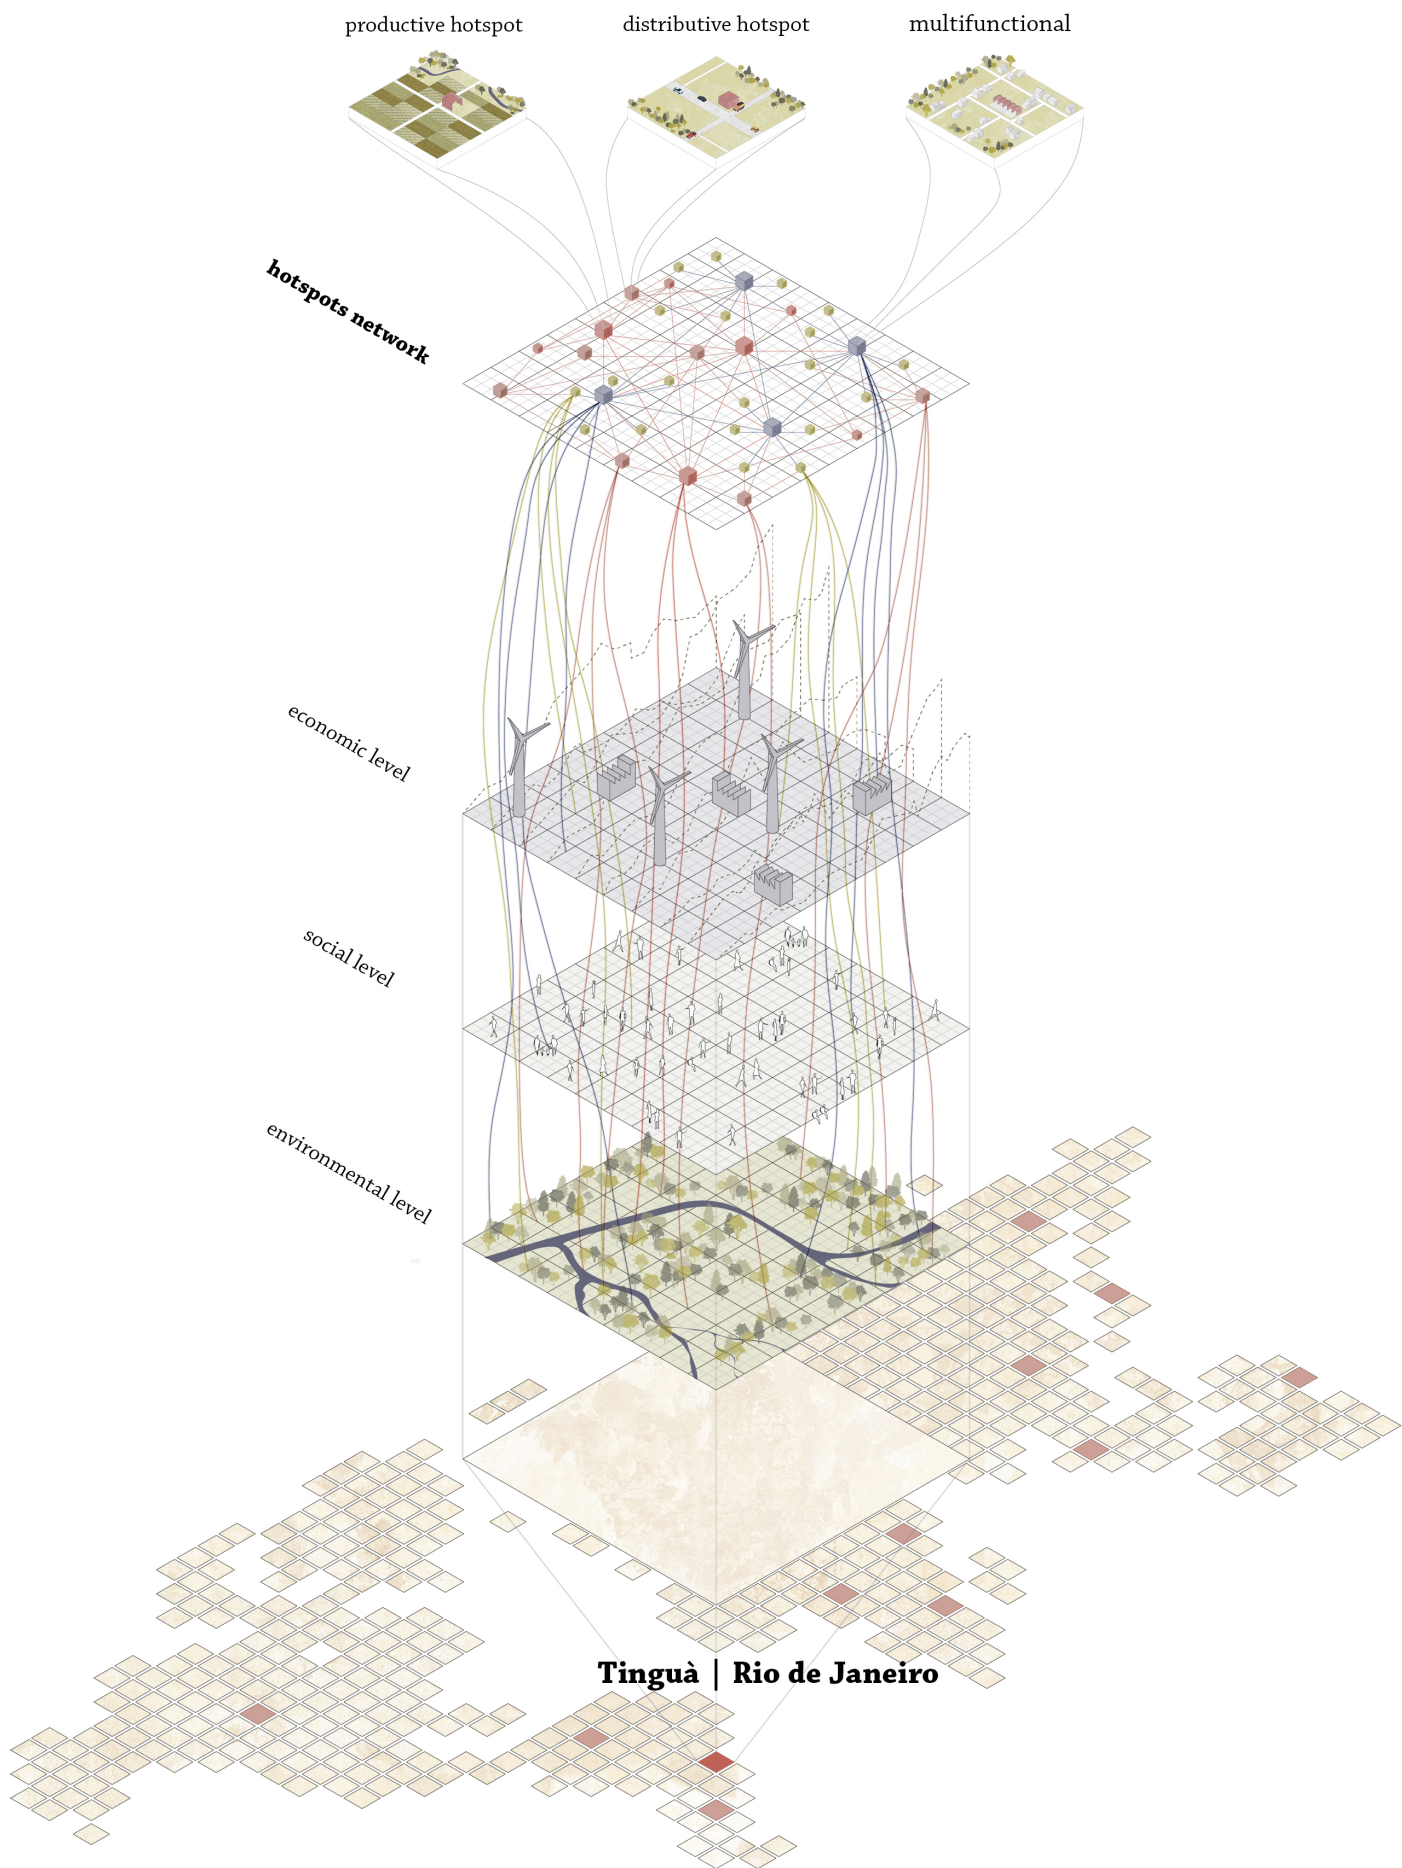 productive hotspot
distributive hotspot
multifunctional
hotspots network
economic level
social level
environmental level
Tinguà | Rio de Janeiro